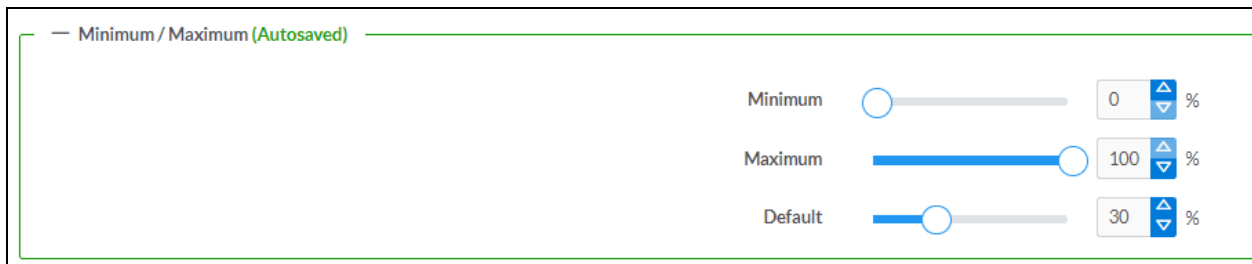 Minimum / Maximum (Autosaved)
Minimum 0 %
Maximum 100 %
Default 30 %